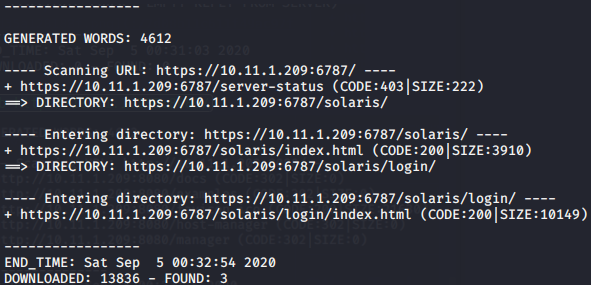 -----------------
GENERATED WORDS: 4612
---- Scanning URL: https://10.11.1.209:6787/ ----
+ https://10.11.1.209:6787/server-status (CODE:403|SIZE:222)
==> DIRECTORY: https://10.11.1.209:6787/solaris/
---- Entering directory: https://10.11.1.209:6787/solaris/ ----
+ https://10.11.1.209:6787/solaris/index.html (CODE:200|SIZE:3910)
==> DIRECTORY: https://10.11.1.209:6787/solaris/login/
---- Entering directory: https://10.11.1.209:6787/solaris/login/ ----
+ https://10.11.1.209:6787/solaris/login/index.html (CODE:200|SIZE:10149)
-----------------
END_TIME: Sat Sep  5 00:32:54 2020
DOWNLOADED: 13836 - FOUND: 3